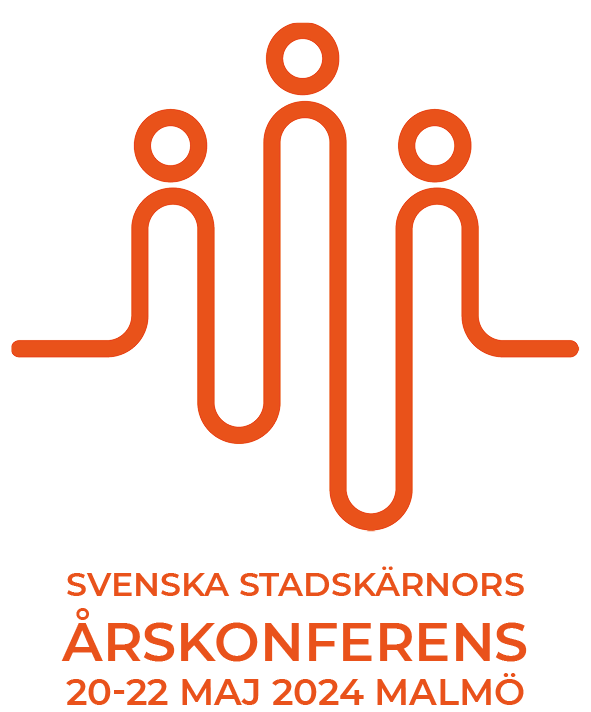 SVENSKA STADSKÄRNORS
ÅRSKONFERENS
20-22 MAJ 2024 MALMÖ